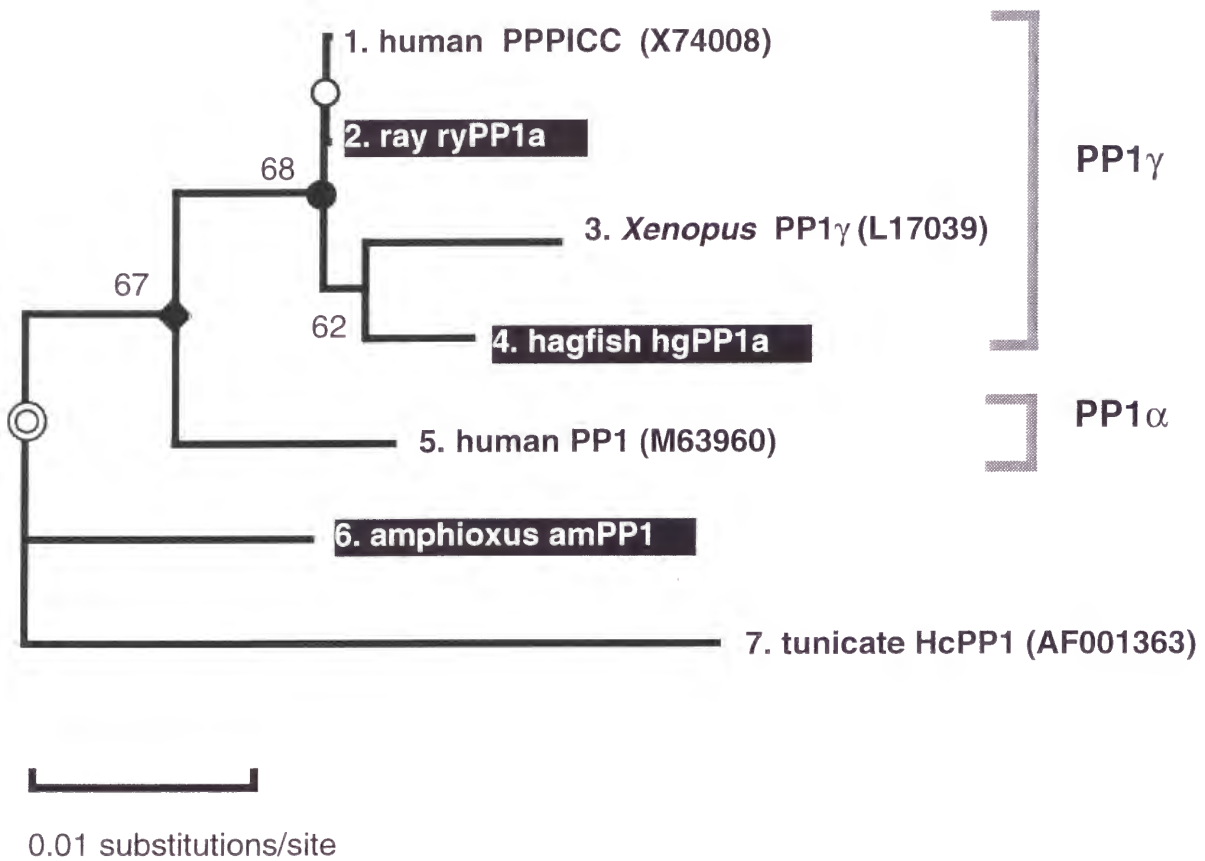 1. human PPPICC (X74008)
2. ray ryPP1a
PP1γ
68
3. Xenopus PP1γ (L17039)
67
62
4. hagfish hgPP1a
PP1α
5. human PP1 (M63960)
6. amphioxus amPP1
7. tunicate HcPP1 (AF001363)
0.01 substitutions/site